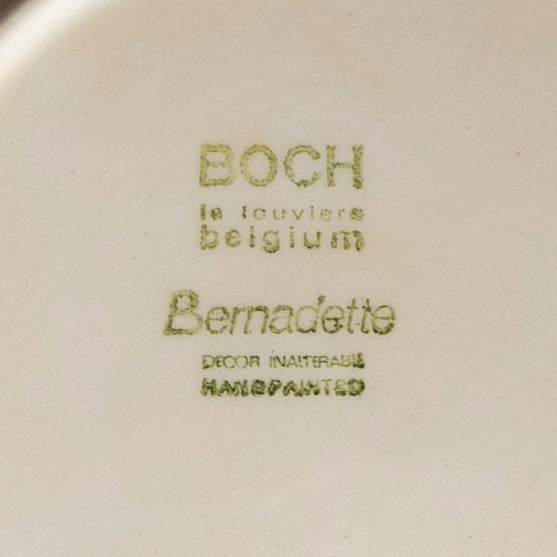 BOCH
la louviere
belgium
Bernadette
DECOR INALTERABLE
HANDPAINTED